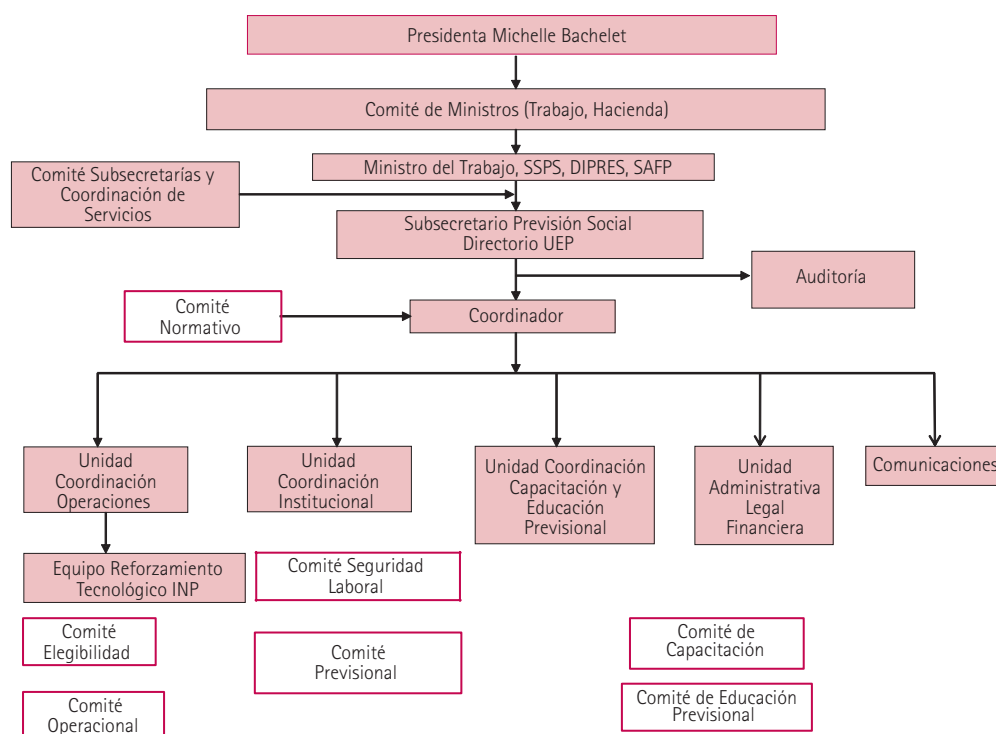 Presidenta Michelle Bachelet
Comité de Ministros (Trabajo, Hacienda)
Ministro del Trabajo, SSPS, DIPRES, SAFP
Comité Subsecretarías y
Coordinación de
Servicios
Subsecretario Previsión Social
Directorio UEP
Auditoría
Comité
Normativo
Coordinador
Unidad
Coordinación
Operaciones
Unidad
Coordinación
Institucional
Unidad Coordinación
Capacitación y
Educación
Previsional
Unidad
Administrativa
Legal
Financiera
Comunicaciones
Equipo Reforzamiento
Tecnológico INP
Comité Seguridad
Laboral
Comité
Elegibilidad
Comité
Previsional
Comité de
Capacitación
Comité
Operacional
Comité de Educación
Previsional